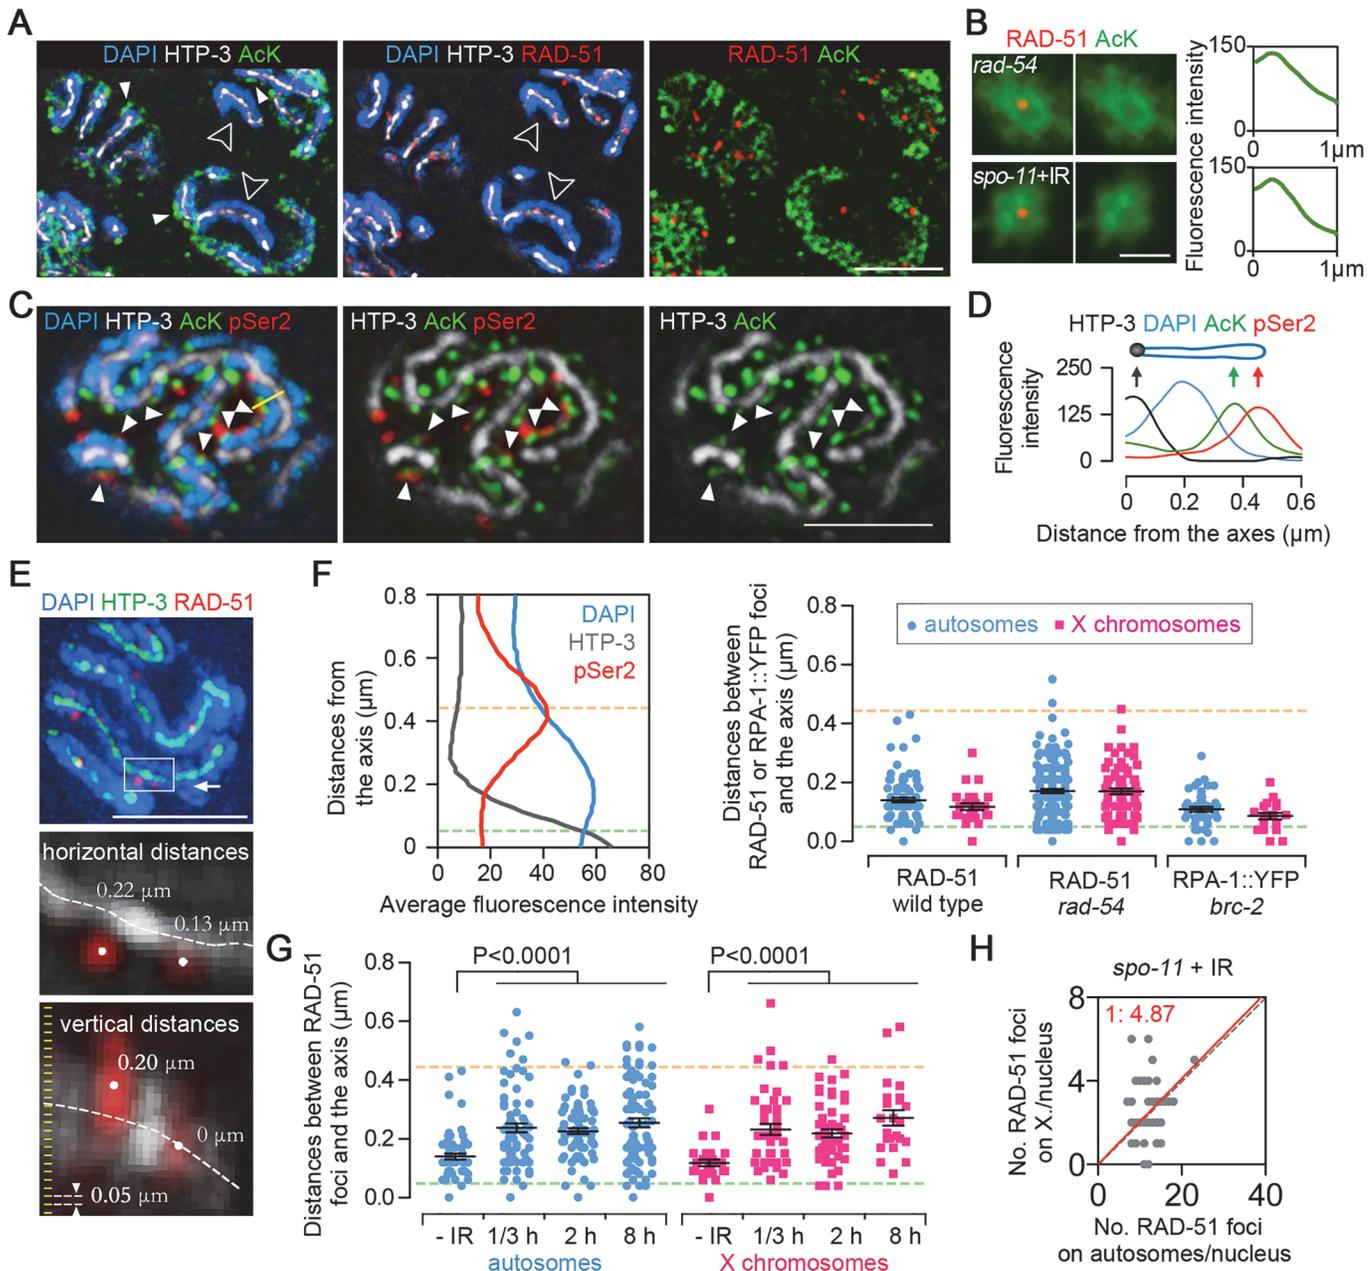 A
DAPI HTP-3 AcK
DAPI HTP-3 RAD-51
RAD-51 AcK
B
RAD-51 AcK
rad-54
spo-11+IR
Fluorescence intensity
150
0
0
1μm
150
0
0
1μm
C
DAPI HTP-3 AcK pSer2
HTP-3 AcK pSer2
HTP-3 AcK
D
HTP-3 DAPI AcK pSer2
Fluorescence
intensity
250
125
0
0 0.2 0.4 0.6
Distance from the axes (μm)
E
DAPI HTP-3 RAD-51
horizontal distances
0.22 μm
0.13 μm
vertical distances
0.20 μm
0 μm
0.05 μm
F
Distances from
the axis (μm)
0.8
0.6
0.4
0.2
0
DAPI
HTP-3
pSer2
0 20 40 60 80
Average fluorescence intensity
Distances between
RAD-51 or RPA-1::YFP foci
and the axis (μm)
0.8
0.6
0.4
0.2
0.0
autosomes X chromosomes
RAD-51
wild type
RAD-51
rad-54
RPA-1::YFP
brc-2
G
Distances between RAD-51
foci and the axis (μm)
0.8
0.6
0.4
0.2
0.0
P<0.0001
P<0.0001
- IR 1/3 h 2 h 8 h
autosomes
- IR 1/3 h 2 h 8 h
X chromosomes
H
spo-11 + IR
1: 4.87
No. RAD-51 foci
on X./nucleus
8
4
0
0 20 40
No. RAD-51 foci
on autosomes/nucleus